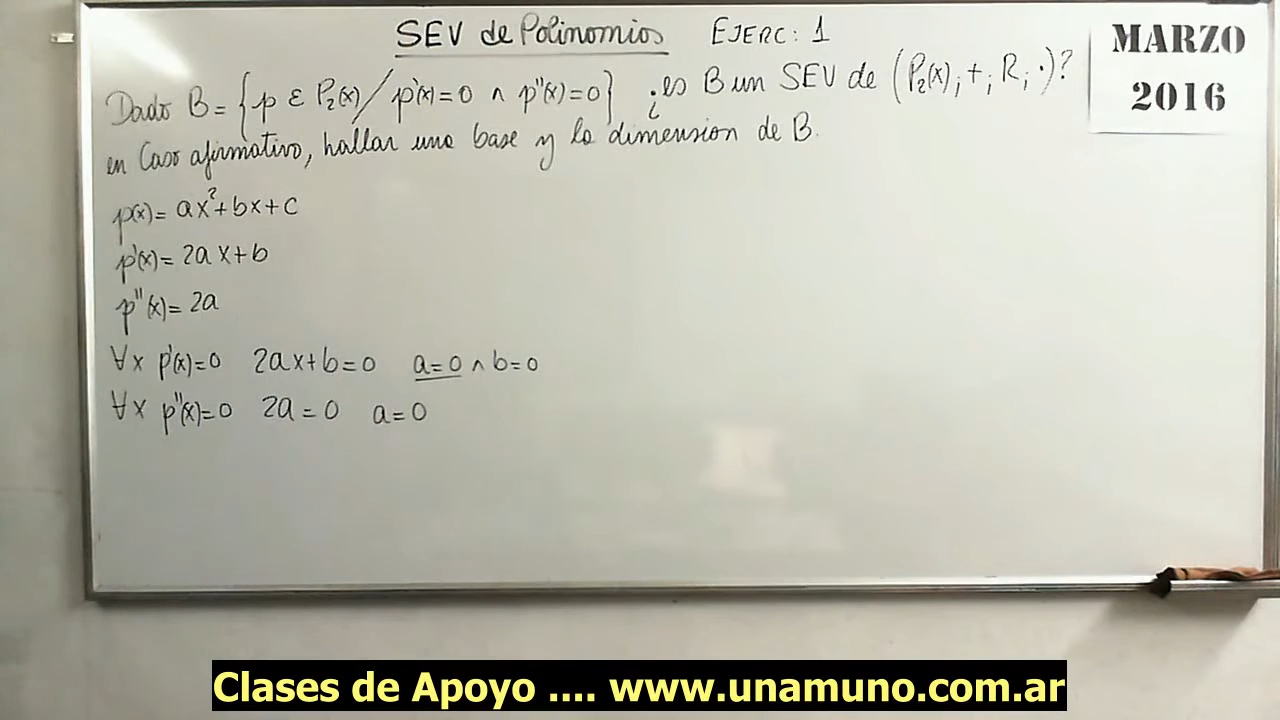 SEV de Polinomios EJERC: 1
MARZO
2016
Dado B = { p ε P₂(x) / p'(x)=0 ∧ p''(x)=0 } ¿es B un SEV de (P₂(x); +; R; ·)?
en Caso afirmativo, hallar una base y la dimension de B.
p(x)= ax²+bx+c
p'(x)= 2ax+b
p''(x)= 2a
∀x p'(x)=0 2ax+b=0 a=0 ∧ b=0
∀x p''(x)=0 2a=0 a=0
Clases de Apoyo .... www.unamuno.com.ar